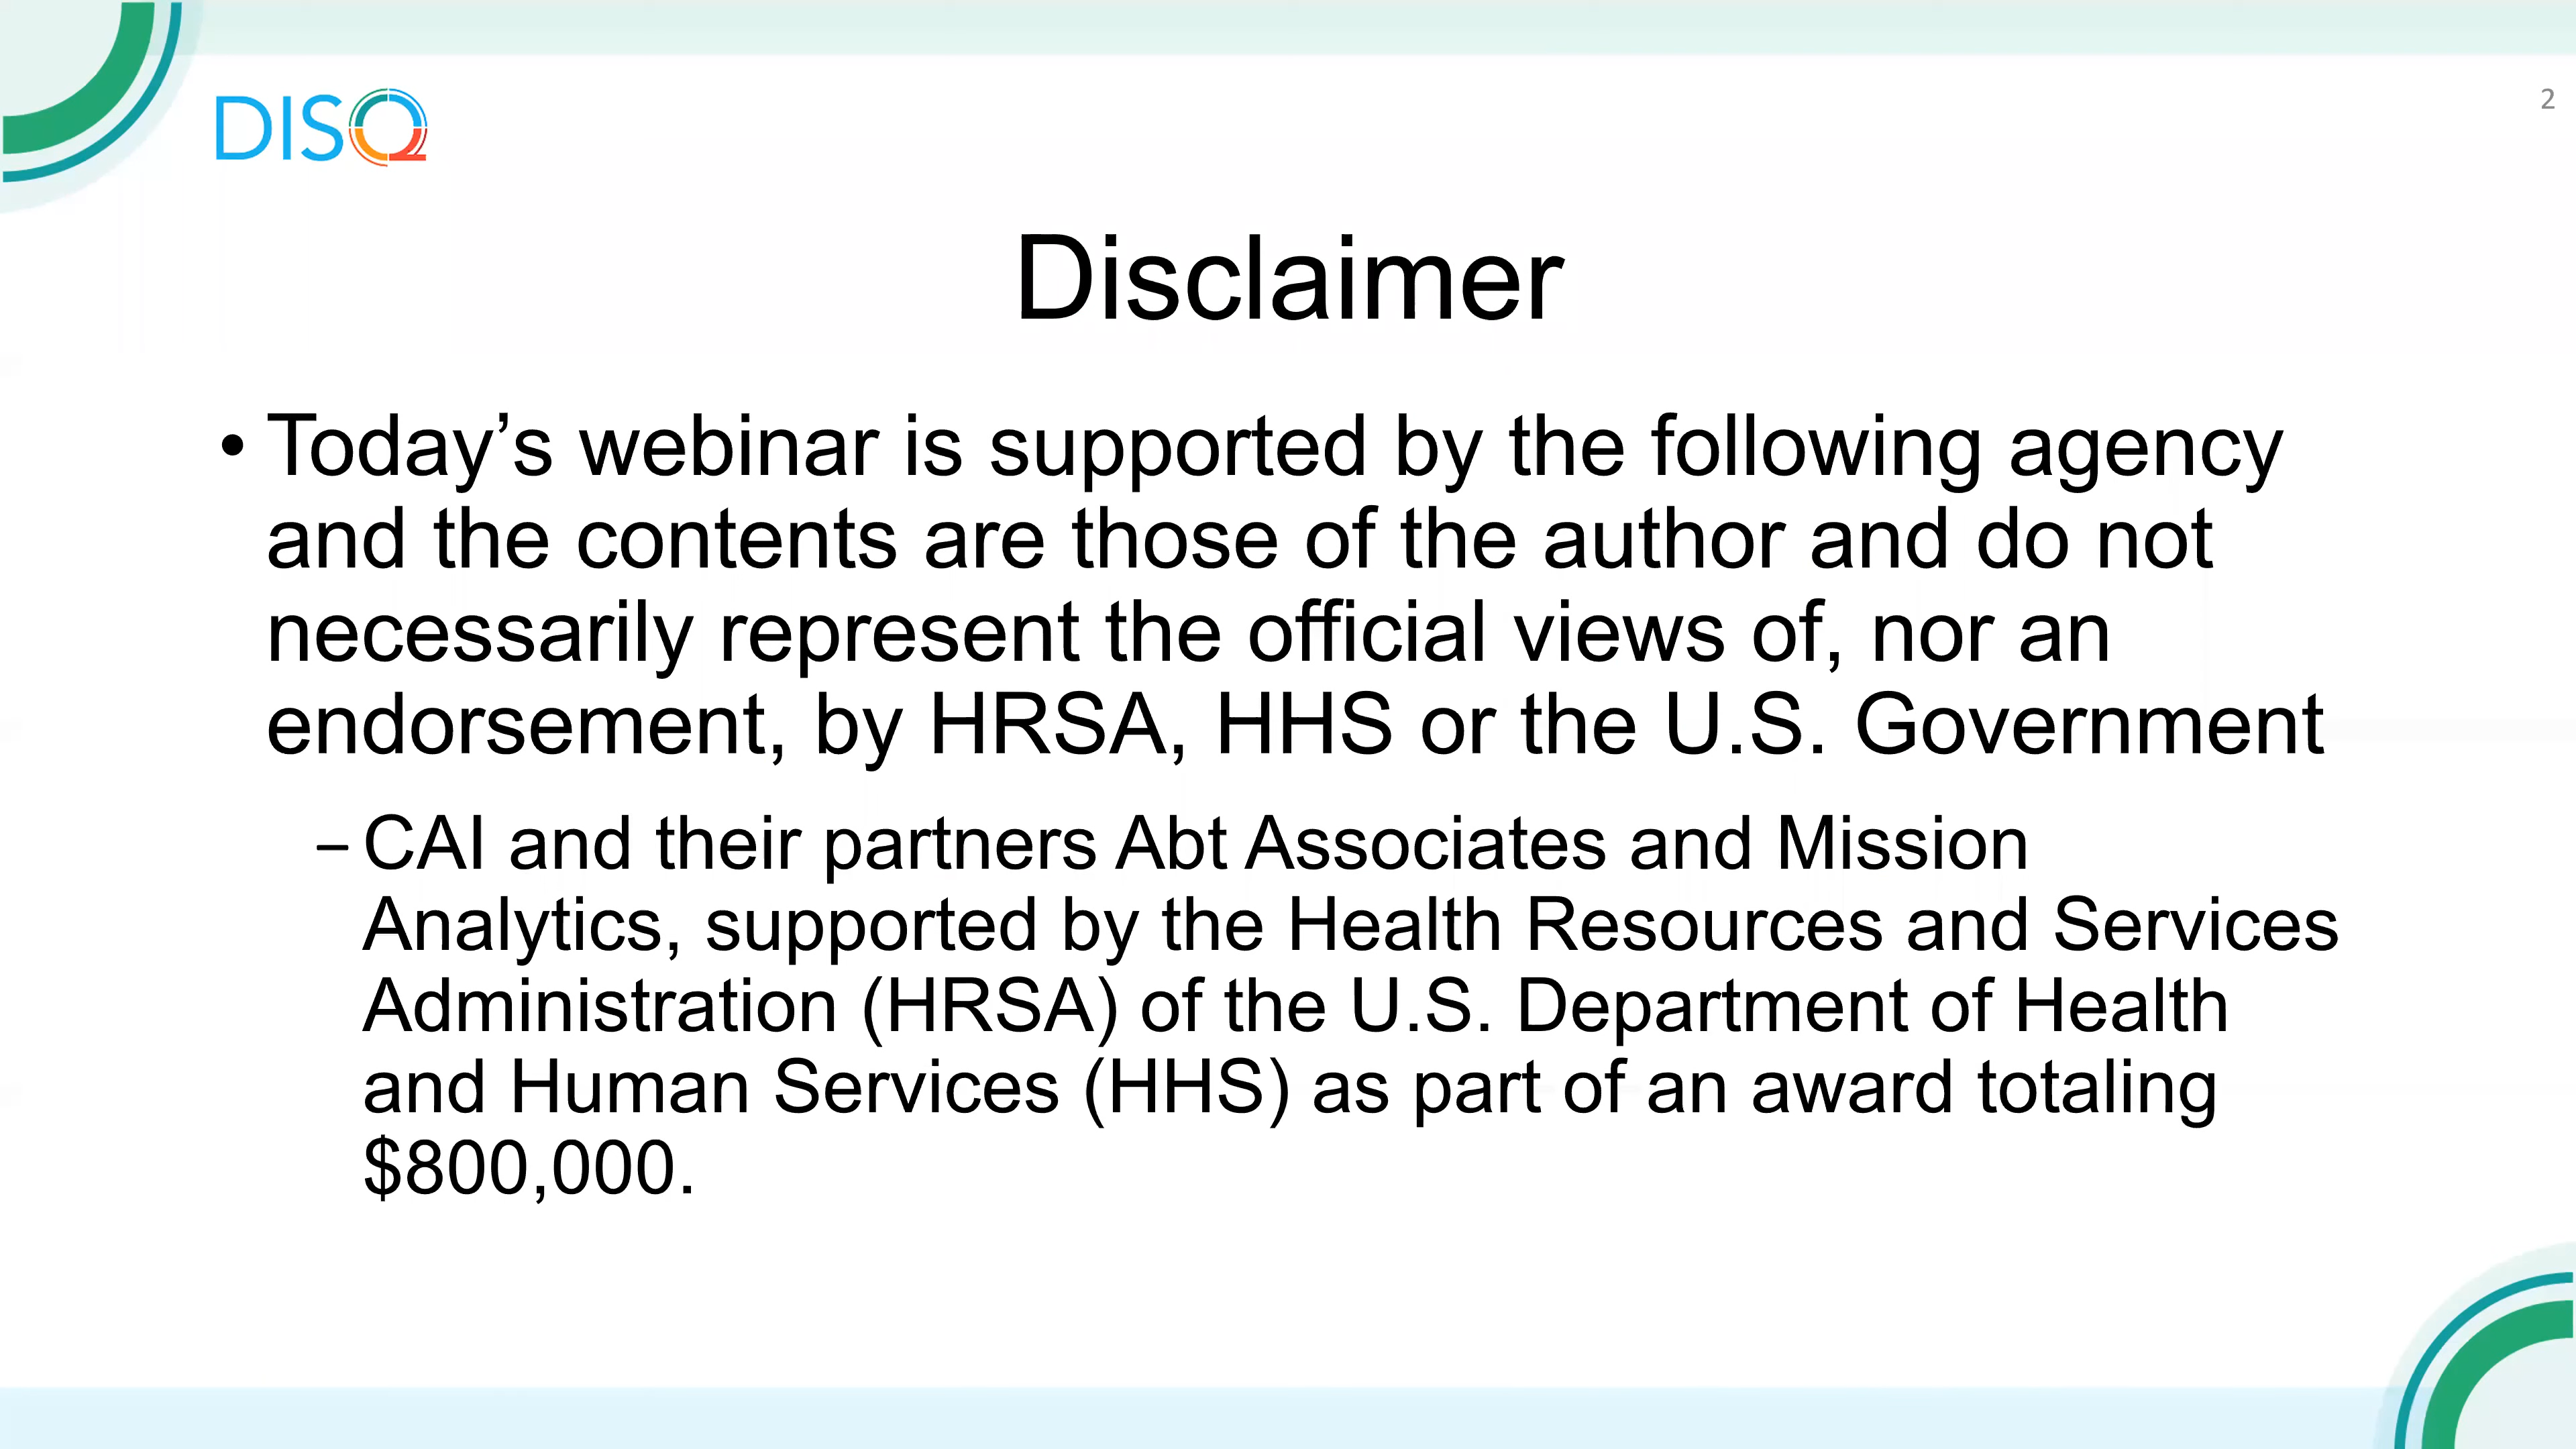 DISQ
2
Disclaimer
• Today’s webinar is supported by the following agency
and the contents are those of the author and do not
necessarily represent the official views of, nor an
endorsement, by HRSA, HHS or the U.S. Government
– CAI and their partners Abt Associates and Mission
Analytics, supported by the Health Resources and Services
Administration (HRSA) of the U.S. Department of Health
and Human Services (HHS) as part of an award totaling
$800,000.